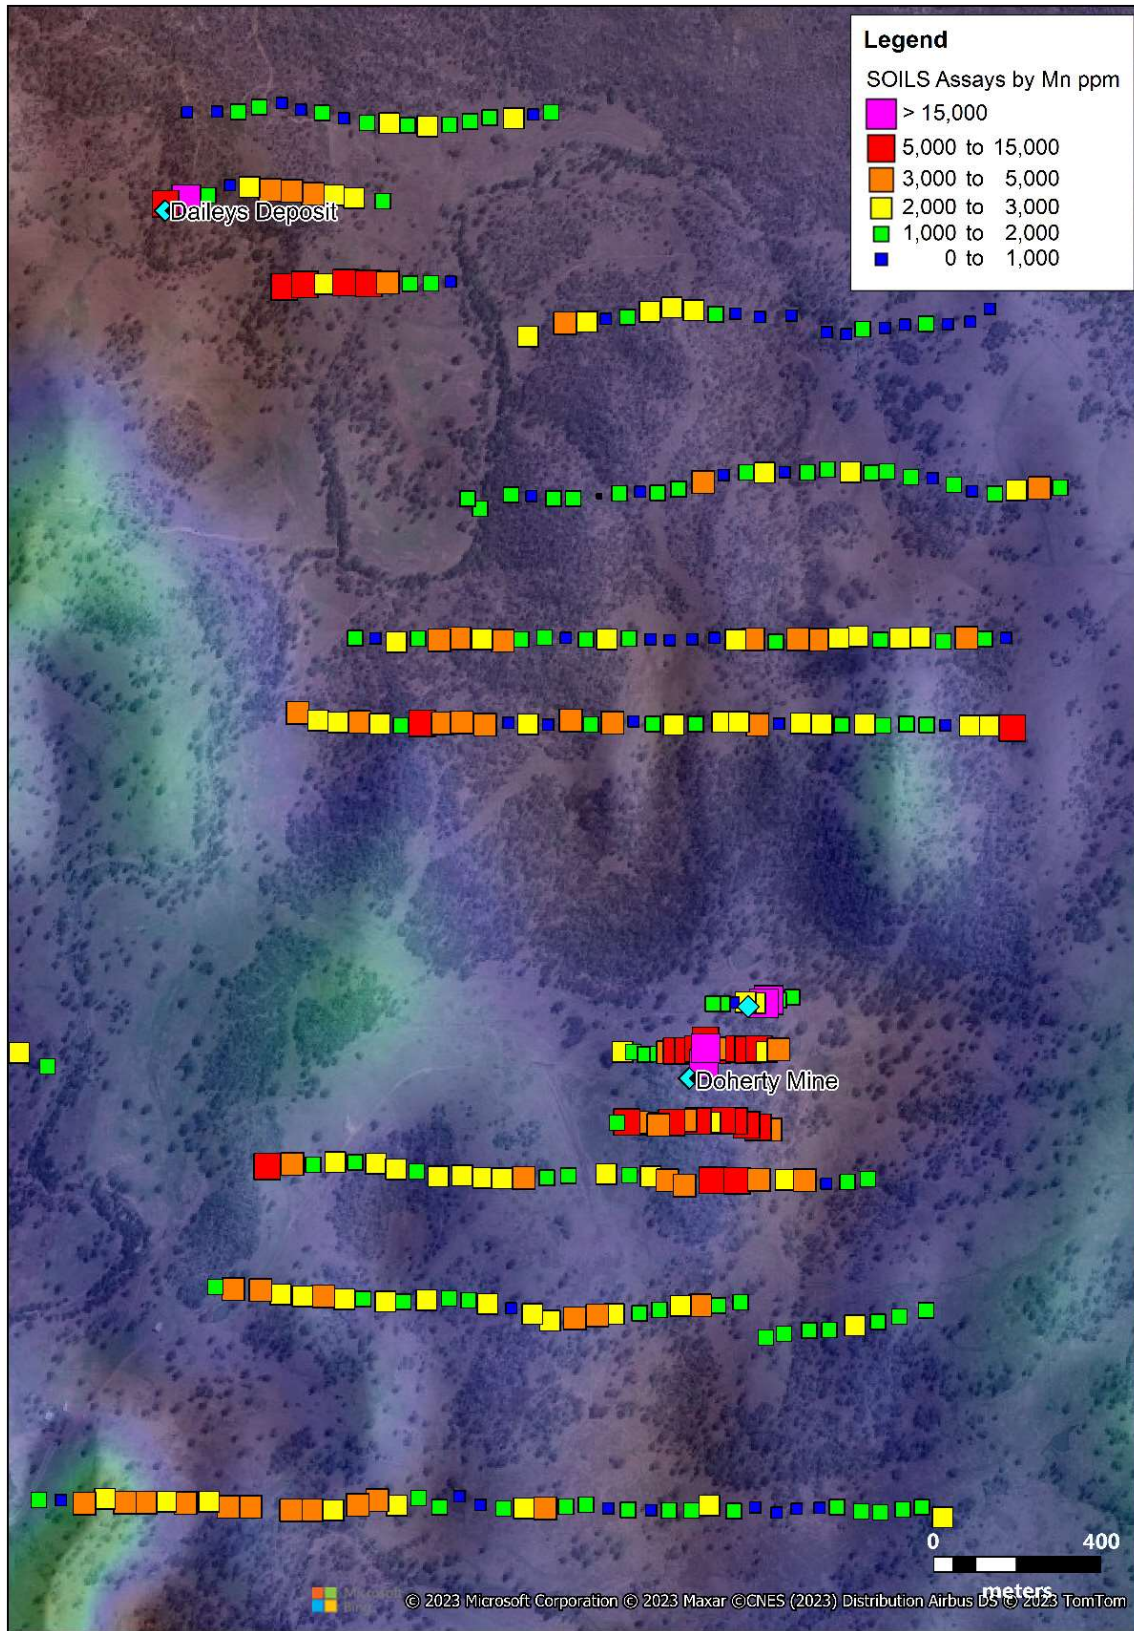 Legend
SOILS Assays by Mn ppm
> 15,000
5,000 to 15,000
3,000 to 5,000
2,000 to 3,000
1,000 to 2,000
0 to 1,000
Daileys Deposit
Doherty Mine
0 400
meters
Microsoft
Bing
© 2023 Microsoft Corporation © 2023 Maxar ©CNES (2023) Distribution Airbus DS © 2023 TomTom